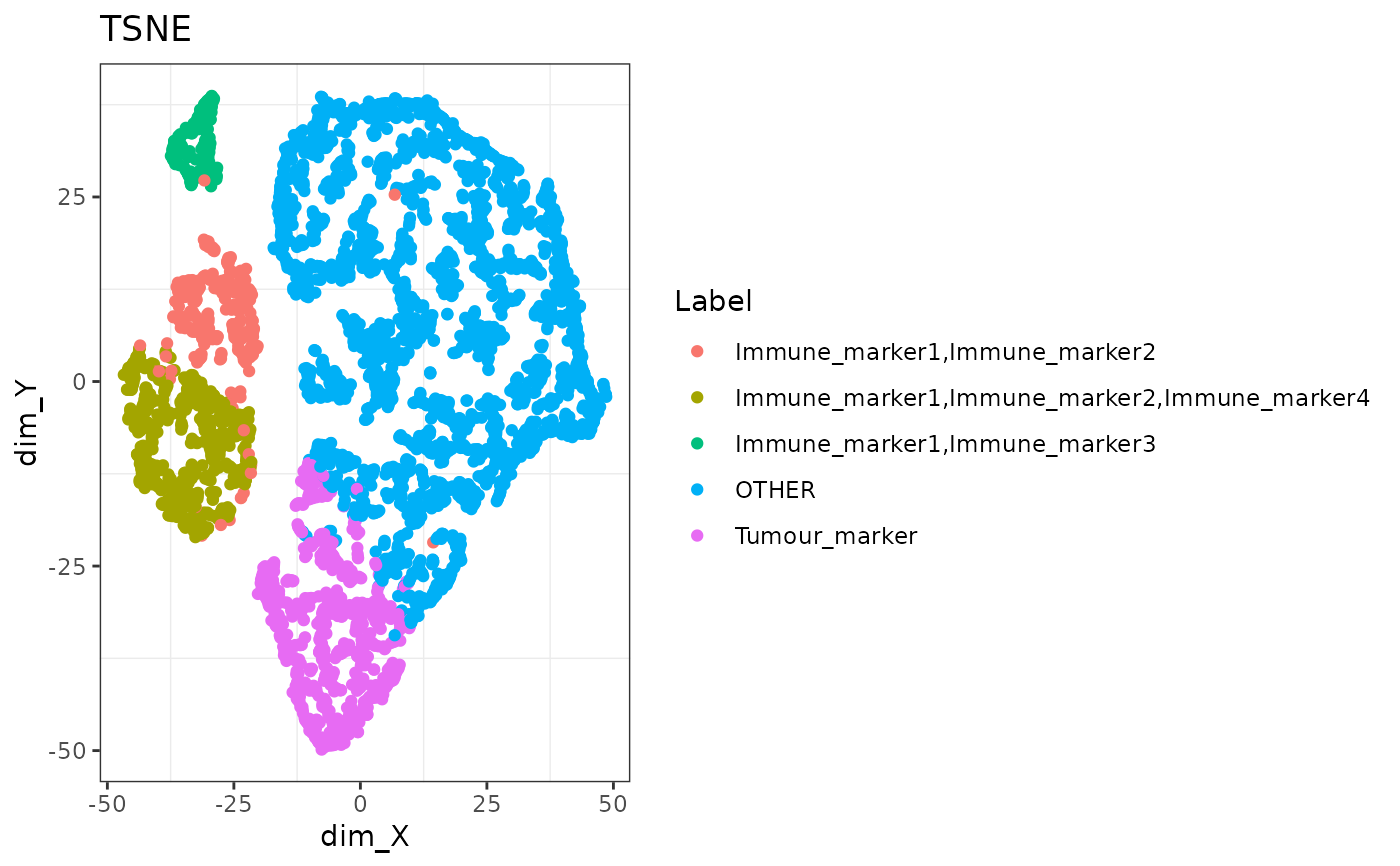 TSNE
dim_Y
25
0
-25
-50
-50
-25
0
25
50
dim_X
Label
Immune_marker1,Immune_marker2
Immune_marker1,Immune_marker2,Immune_marker4
Immune_marker1,Immune_marker3
OTHER
Tumour_marker